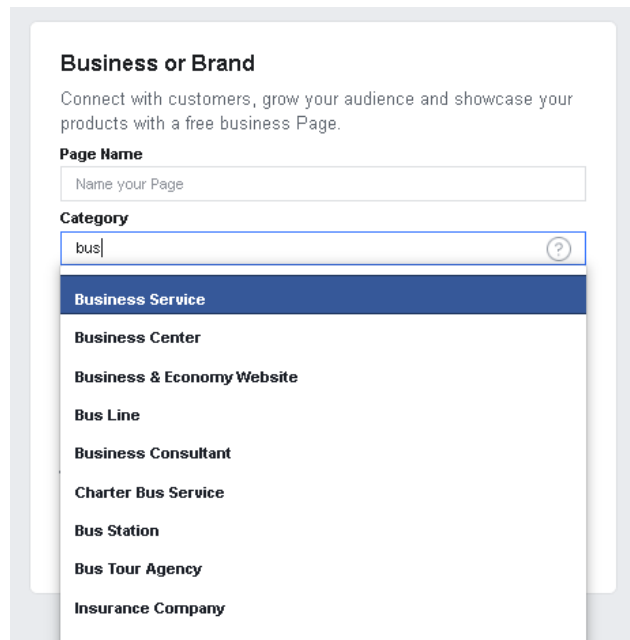 Business or Brand
Connect with customers, grow your audience and showcase your
products with a free business Page.
Page Name
Name your Page
Category
bus
?
Business Service
Business Center
Business & Economy Website
Bus Line
Business Consultant
Charter Bus Service
Bus Station
Bus Tour Agency
Insurance Company